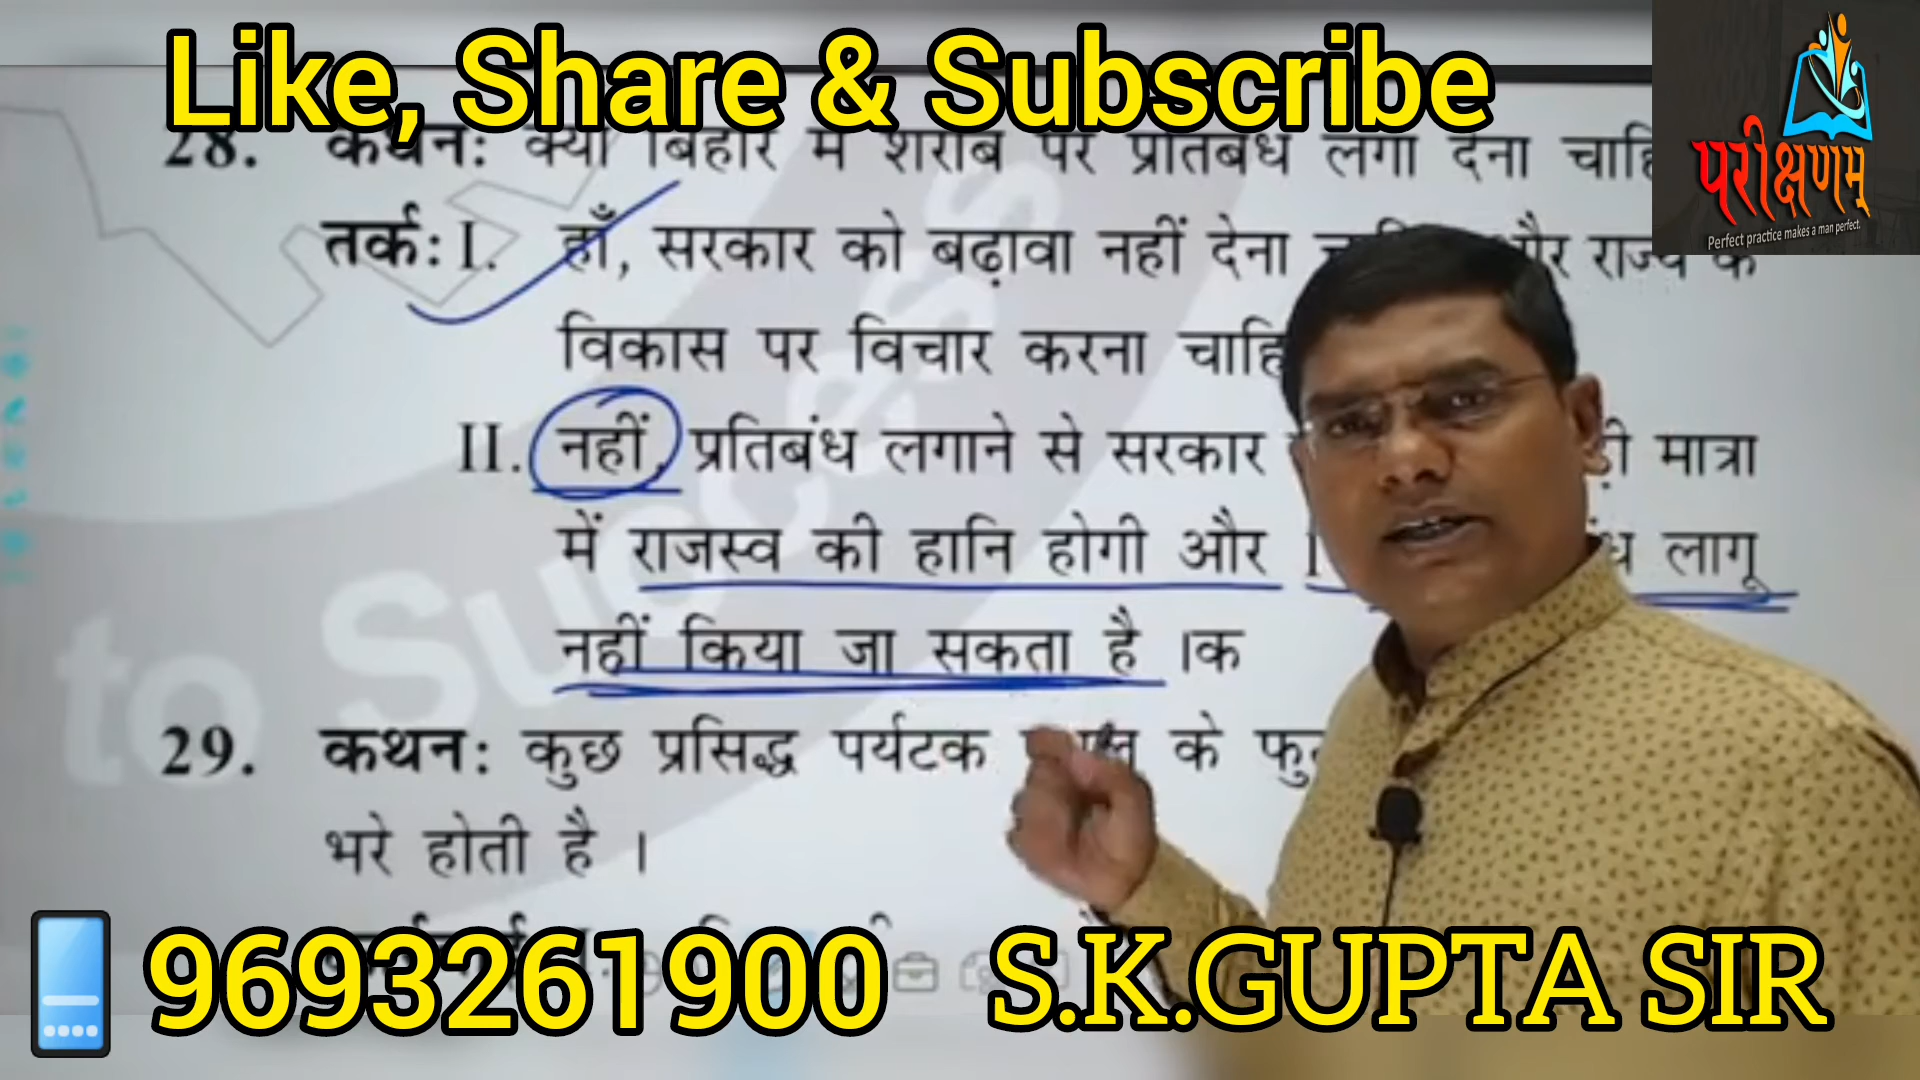 Like, Share & Subscribe
परीक्षणम्
Perfect practice makes a man perfect.
28. कथन: क्या बिहार में शराब पर प्रतिबंध लगा देना
तर्क: I. हाँ, सरकार को बढ़ावा नहीं देना और राज्य के
विकास पर विचार करना
II. नहीं, प्रतिबंध लगाने से सरकार मात्रा
में राजस्व की हानि होगी और लागू
नहीं किया जा सकता है ।क
29. कथन: कुछ प्रसिद्ध पर्यटक के
भरे होती है ।
to Success
9693261900 S.K.GUPTA SIR